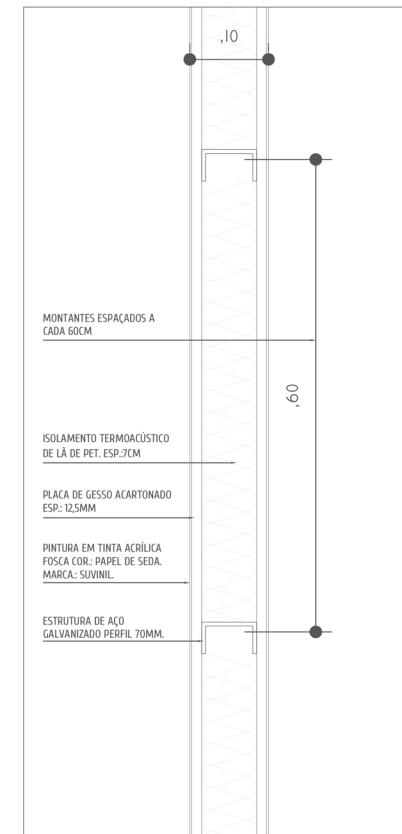 ,10
MONTANTES ESPAÇADOS A
CADA 60CM
,60
ISOLAMENTO TERMOACÚSTICO
DE LÃ DE PET. ESP.:7CM
PLACA DE GESSO ACARTONADO
ESP.: 12,5MM
PINTURA EM TINTA ACRÍLICA
FOSCA COR.: PAPEL DE SEDA.
MARCA.: SUVINIL.
ESTRUTURA DE AÇO
GALVANIZADO PERFIL 70MM.